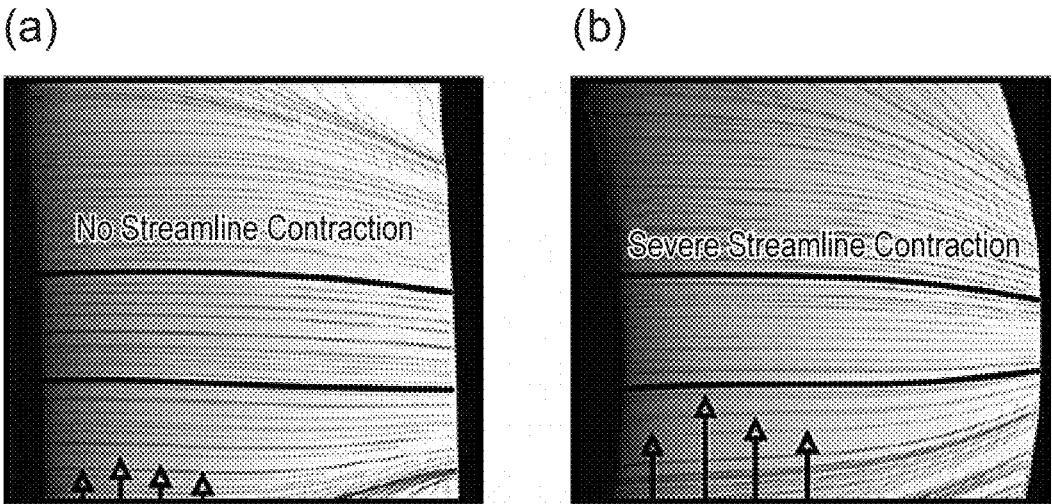 (a)
(b)
No Streamline Contraction
Severe Streamline Contraction